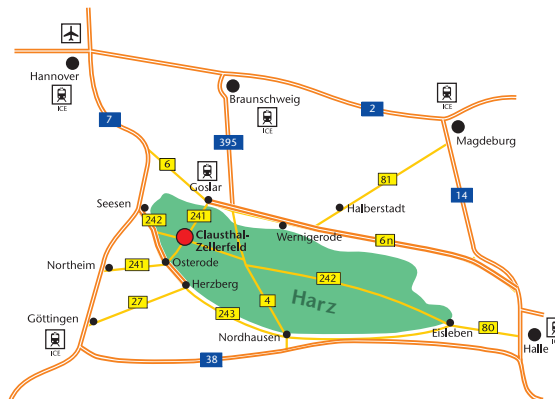 Hannover
ICE
7
Braunschweig
ICE
2
ICE
Magdeburg
395
6
81
14
Goslar
Seesen
241
242
Clausthal-
Zellerfeld
Halberstadt
Wernigerode
6n
Northeim
241
Osterode
242
Herzberg
27
Harz
4
243
Göttingen
ICE
Nordhausen
Eisleben
80
Halle
ICE
38